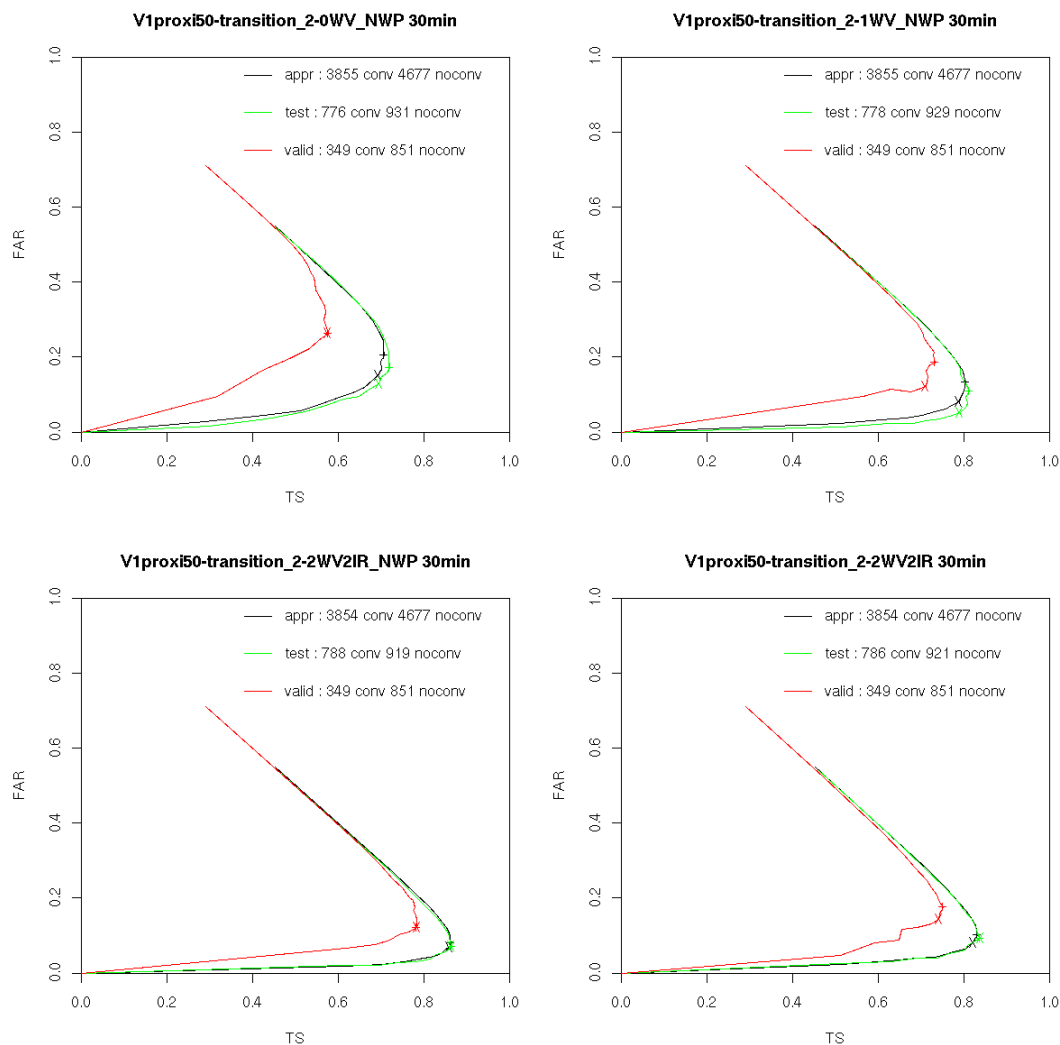 V1proxi50-transition_2-0WV_NWP 30min
appr : 3855 conv 4677 noconv
test : 776 conv 931 noconv
valid : 349 conv 851 noconv
FAR
1.0
0.8
0.6
0.4
0.2
0.0
0.0 0.2 0.4 0.6 0.8 1.0
TS
V1proxi50-transition_2-1WV_NWP 30min
appr : 3855 conv 4677 noconv
test : 778 conv 929 noconv
valid : 349 conv 851 noconv
FAR
1.0
0.8
0.6
0.4
0.2
0.0
0.0 0.2 0.4 0.6 0.8 1.0
TS
V1proxi50-transition_2-2WV2IR_NWP 30min
appr : 3854 conv 4677 noconv
test : 788 conv 919 noconv
valid : 349 conv 851 noconv
FAR
1.0
0.8
0.6
0.4
0.2
0.0
0.0 0.2 0.4 0.6 0.8 1.0
TS
V1proxi50-transition_2-2WV2IR 30min
appr : 3854 conv 4677 noconv
test : 786 conv 921 noconv
valid : 349 conv 851 noconv
FAR
1.0
0.8
0.6
0.4
0.2
0.0
0.0 0.2 0.4 0.6 0.8 1.0
TS